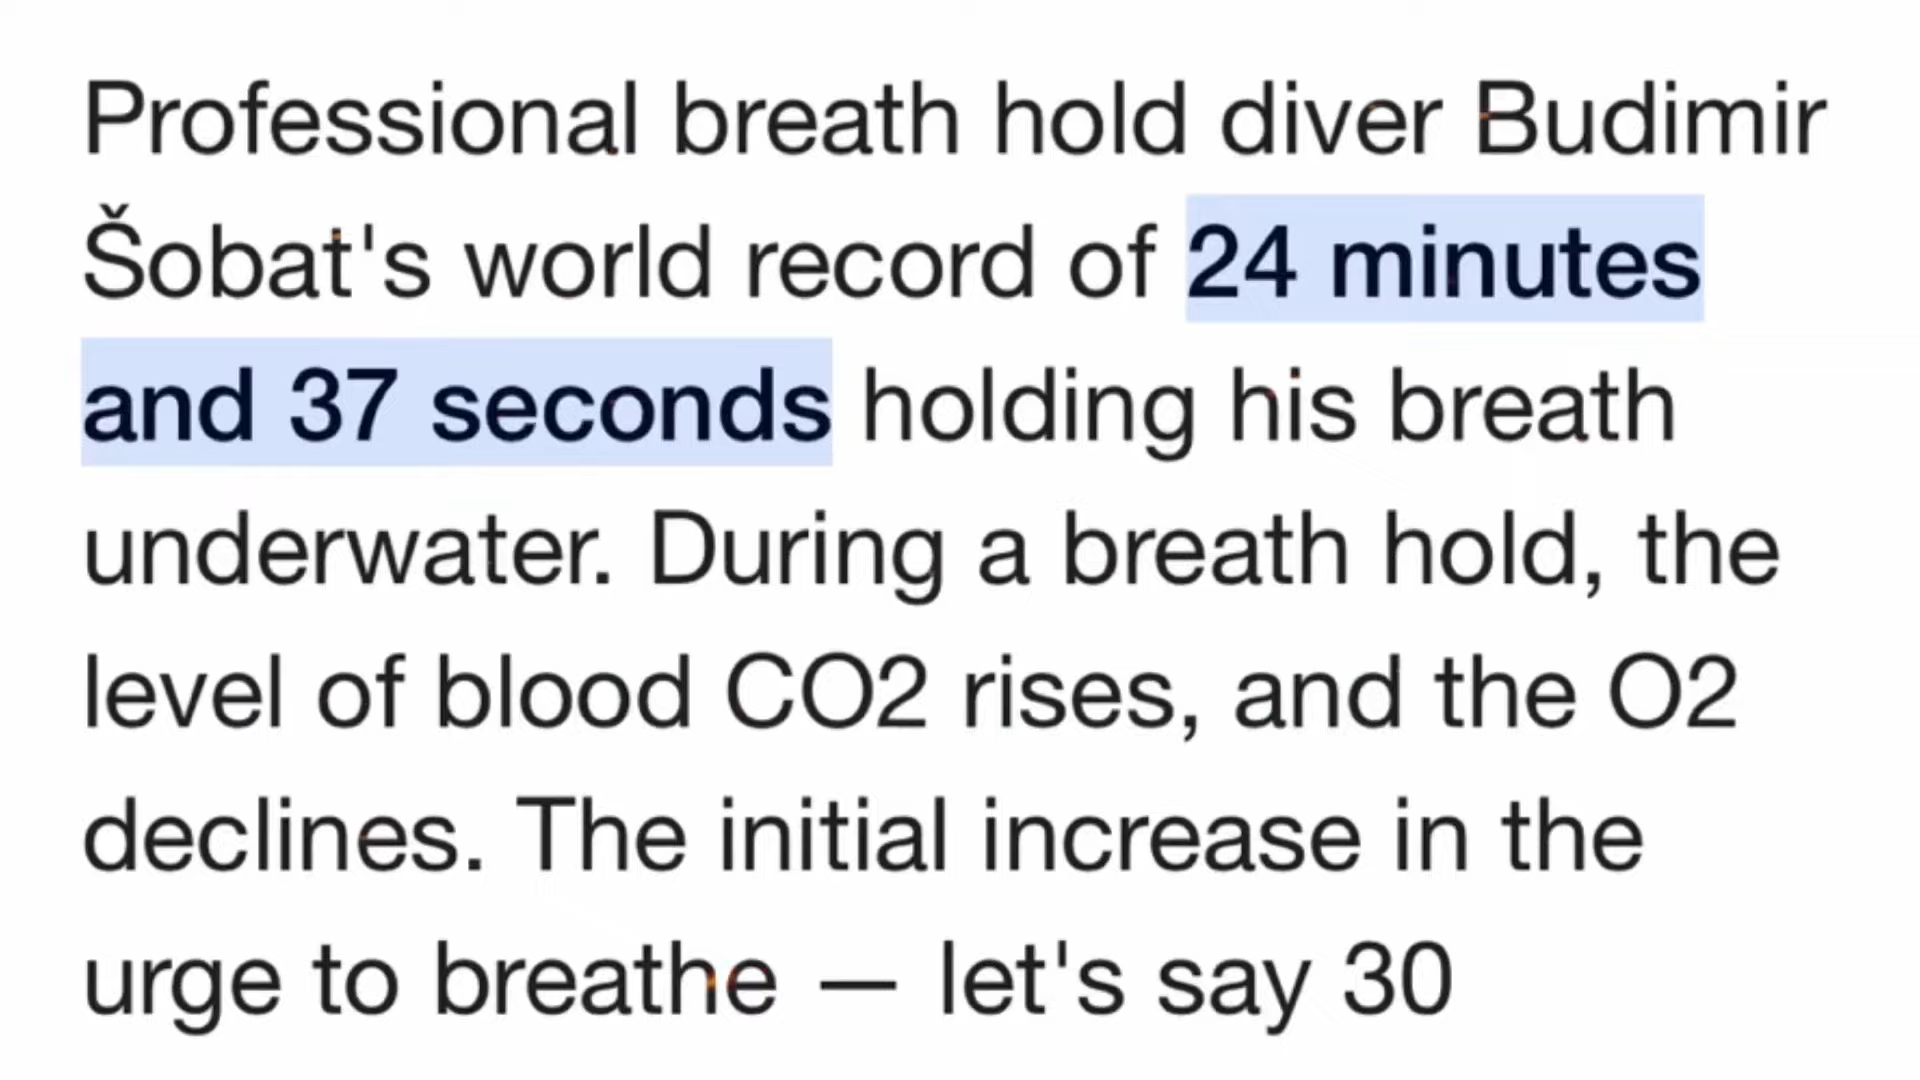 Professional breath hold diver Budimir
Šobat's world record of 24 minutes
and 37 seconds holding his breath
underwater. During a breath hold, the
level of blood CO2 rises, and the O2
declines. The initial increase in the
urge to breathe — let's say 30